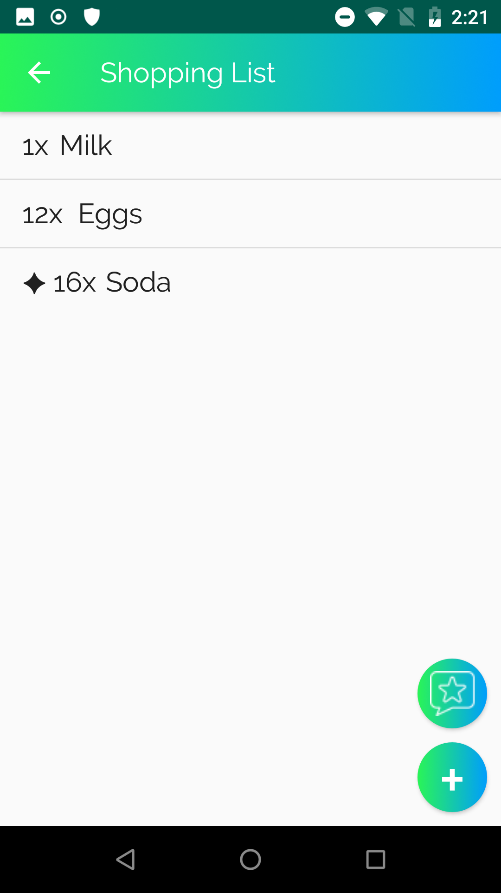 2:21
Shopping List
1x Milk
12x Eggs
16x Soda